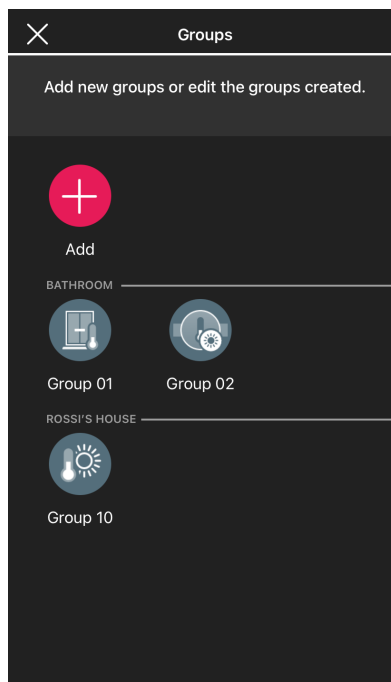 Groups
Add new groups or edit the groups created.
Add
BATHROOM
Group 01 Group 02
ROSSI'S HOUSE
Group 10